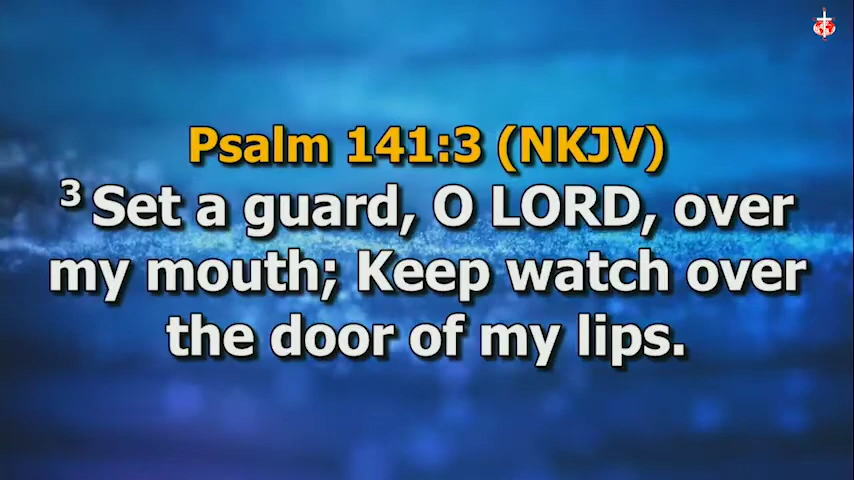 Psalm 141:3 (NKJV)
3 Set a guard, O LORD, over
my mouth; Keep watch over
the door of my lips.